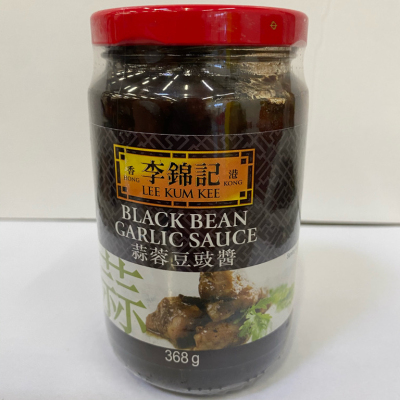 香 李錦記 港
HONG KONG
LEE KUM KEE
BLACK BEAN
GARLIC SAUCE
蒜蓉豆豉醬
蒜
368 g